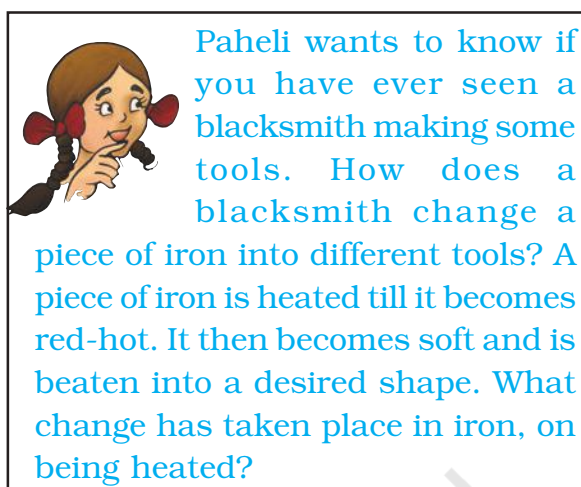 Paheli wants to know if
you have ever seen a
blacksmith making some
tools. How does a
blacksmith change a
piece of iron into different tools? A
piece of iron is heated till it becomes
red-hot. It then becomes soft and is
beaten into a desired shape. What
change has taken place in iron, on
being heated?